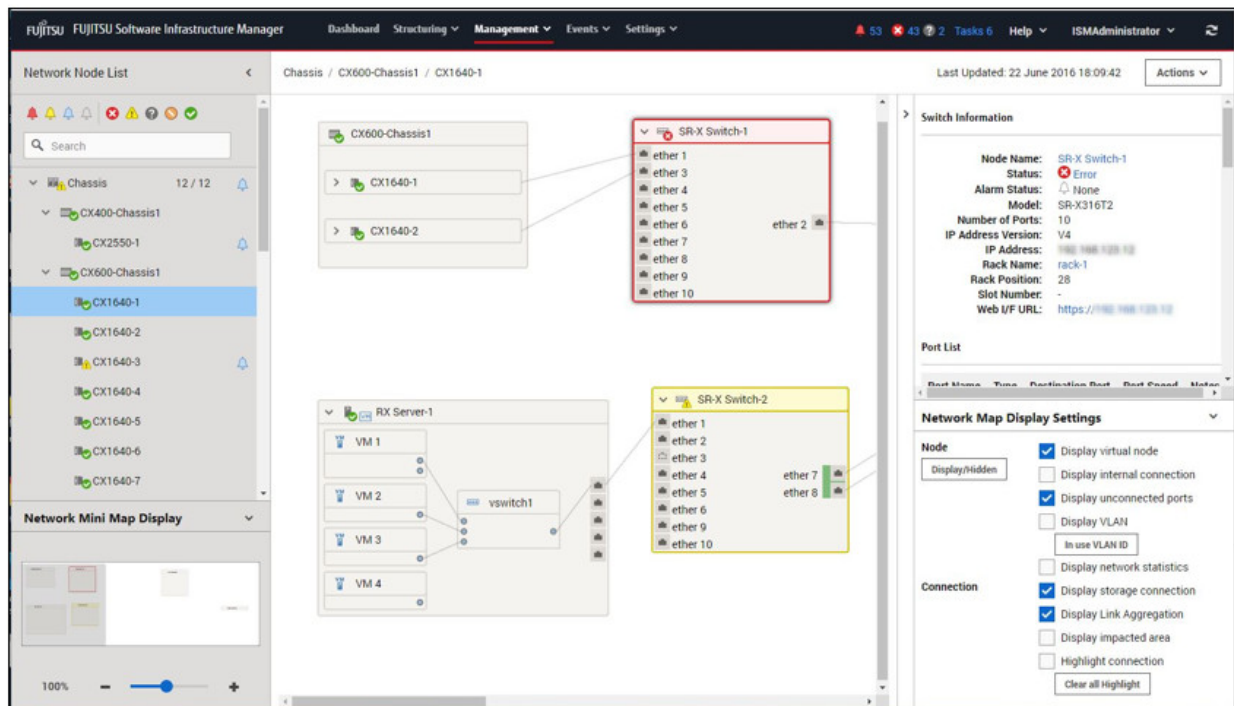 FUJITSU FUJITSU Software Infrastructure Manager
Dashboard Structuring Management Events Settings
53 43 2 Tasks 6 Help ISMAdministrator
Network Node List
Search
Chassis 12 / 12
CX400-Chassis1
CX2550-1
CX600-Chassis1
CX1640-1
CX1640-2
CX1640-3
CX1640-4
CX1640-5
CX1640-6
CX1640-7
Network Mini Map Display
100%
Chassis / CX600-Chassis1 / CX1640-1
Last Updated: 22 June 2016 18:09:42
Actions
CX600-Chassis1
CX1640-1
CX1640-2
SR-X Switch-1
ether 1
ether 3
ether 4
ether 5
ether 6
ether 7
ether 8
ether 9
ether 10
ether 2
RX Server-1
VM 1
VM 2
VM 3
VM 4
vswitch1
SR-X Switch-2
ether 1
ether 2
ether 3
ether 4
ether 5
ether 6
ether 9
ether 10
ether 7
ether 8
Switch Information
Node Name: SR-X Switch-1
Status: Error
Alarm Status: None
Model: SR-X316T2
Number of Ports: 10
IP Address Version: V4
IP Address:
Rack Name: rack-1
Rack Position: 28
Slot Number: -
Web I/F URL: https://
Port List
Port Name Type Destination Port Port Speed Notes
Network Map Display Settings
Node
Display/Hidden
Display virtual node
Display internal connection
Display unconnected ports
Display VLAN
In use VLAN ID
Display network statistics
Connection
Display storage connection
Display Link Aggregation
Display impacted area
Highlight connection
Clear all Highlight